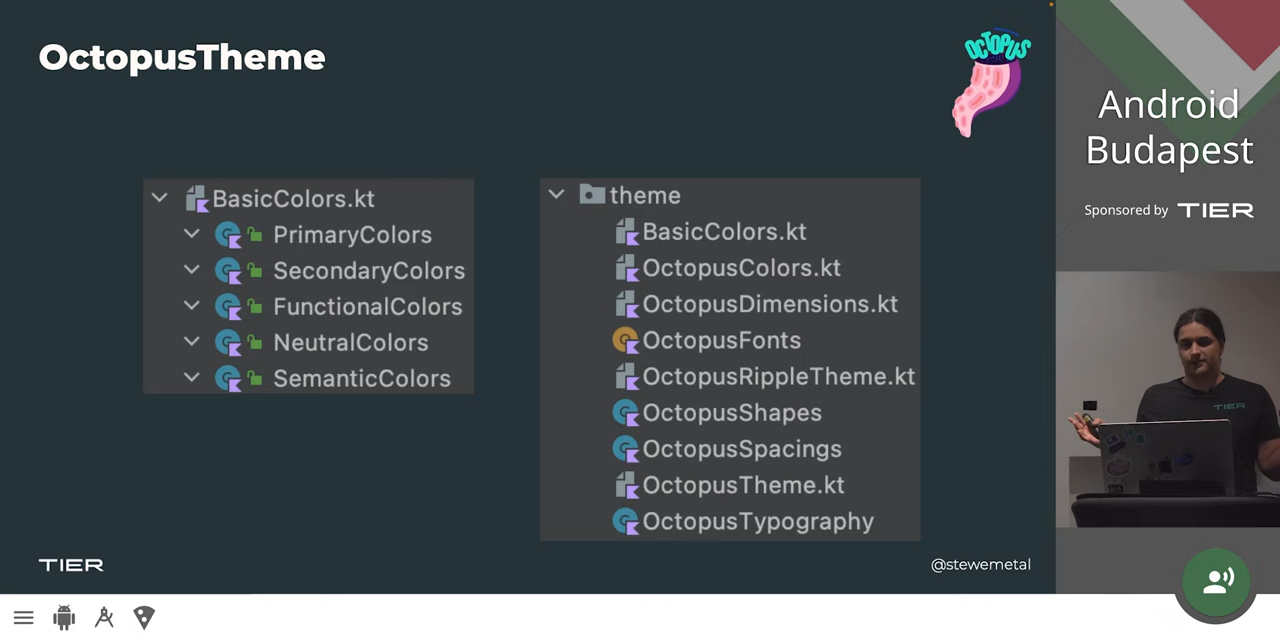 OctopusTheme
OCTOPUS
BasicColors.kt
PrimaryColors
SecondaryColors
FunctionalColors
NeutralColors
SemanticColors
theme
BasicColors.kt
OctopusColors.kt
OctopusDimensions.kt
OctopusFonts
OctopusRippleTheme.kt
OctopusShapes
OctopusSpacings
OctopusTheme.kt
OctopusTypography
TIER
@stewemetal
Android
Budapest
Sponsored by TIER
TIER